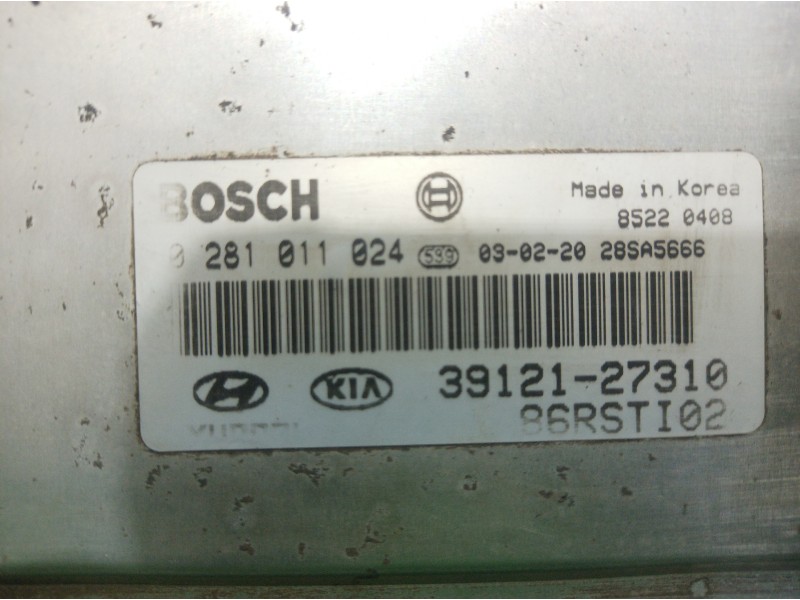 BOSCH
Made in Korea
8522 0408
0 281 011 024 539 03-02-20 28SA5666
KIA 39121-27310
86RSTI02